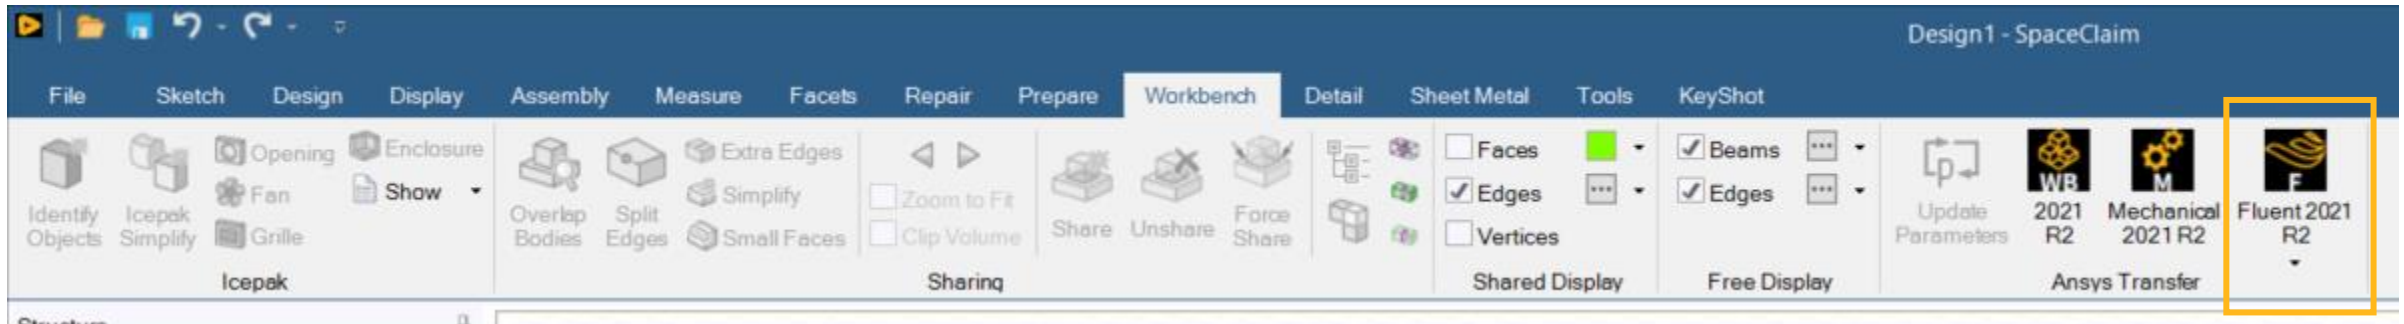 Design1 - SpaceClaim
File Sketch Design Display Assembly Measure Facets Repair Prepare Workbench Detail Sheet Metal Tools KeyShot
Identify
Objects
Icepak
Simplify
Opening
Fan
Grille
Enclosure
Show
Icepak
Overlap
Bodies
Split
Edges
Extra Edges
Simplify
Small Faces
Zoom to Fit
Clip Volume
Share
Unshare
Force
Share
Sharing
Faces
Edges
Vertices
Shared Display
Beams
Edges
Free Display
p
Update
Parameters
WB
2021
R2
M
Mechanical
2021 R2
F
Fluent 2021
R2
Ansys Transfer
Structure